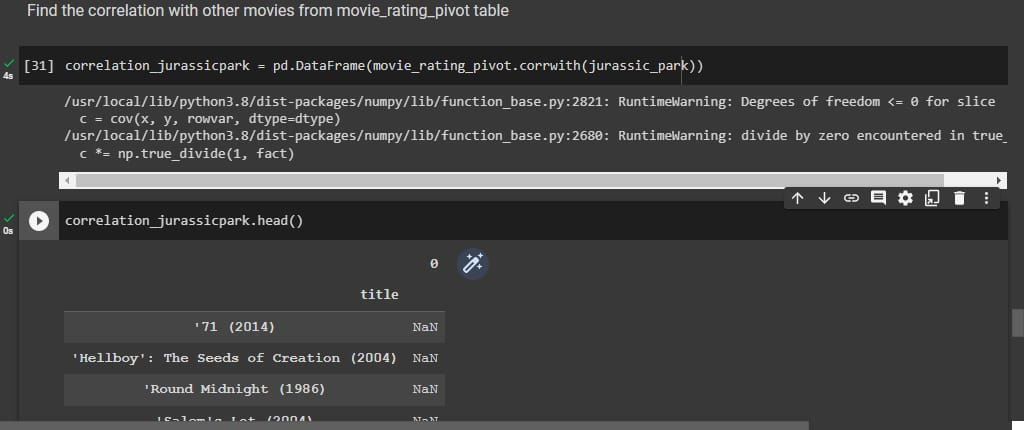 Find the correlation with other movies from movie_rating_pivot table
[31] correlation_jurassicpark = pd.DataFrame(movie_rating_pivot.corrwith(jurassic_park))
4s
/usr/local/lib/python3.8/dist-packages/numpy/lib/function_base.py:2821: RuntimeWarning: Degrees of freedom <= 0 for slice
c = cov(x, y, rowvar, dtype=dtype)
/usr/local/lib/python3.8/dist-packages/numpy/lib/function_base.py:2680: RuntimeWarning: divide by zero encountered in true_
c *= np.true_divide(1, fact)
correlation_jurassicpark.head()
0s
0
title
'71 (2014) NaN
'Hellboy': The Seeds of Creation (2004) NaN
'Round Midnight (1986) NaN
'Salem's Lot (2004) NaN